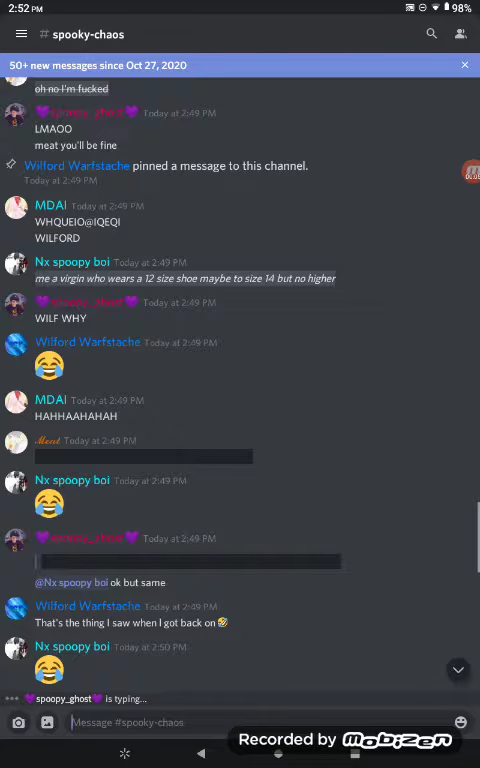 2:52 PM
98%
# spooky-chaos
50+ new messages since Oct 27, 2020
oh no I'm fucked
spoopy_ghost Today at 2:49 PM
LMAOO
meat you'll be fine
Wilford Warfstache pinned a message to this channel.
Today at 2:49 PM
MDAI Today at 2:49 PM
WHQUEIO@IQEQI
WILFORD
Nx spoopy boi Today at 2:49 PM
me a virgin who wears a 12 size shoe maybe to size 14 but no higher
spoopy_ghost Today at 2:49 PM
WILF WHY
Wilford Warfstache Today at 2:49 PM
MDAI Today at 2:49 PM
HAHHAAHAHAH
Meat Today at 2:49 PM
Nx spoopy boi Today at 2:49 PM
spoopy_ghost Today at 2:49 PM
@Nx spoopy boi ok but same
Wilford Warfstache Today at 2:49 PM
That's the thing I saw when I got back on
Nx spoopy boi Today at 2:50 PM
spoopy_ghost is typing...
Message #spooky-chaos
Recorded by Mobizen